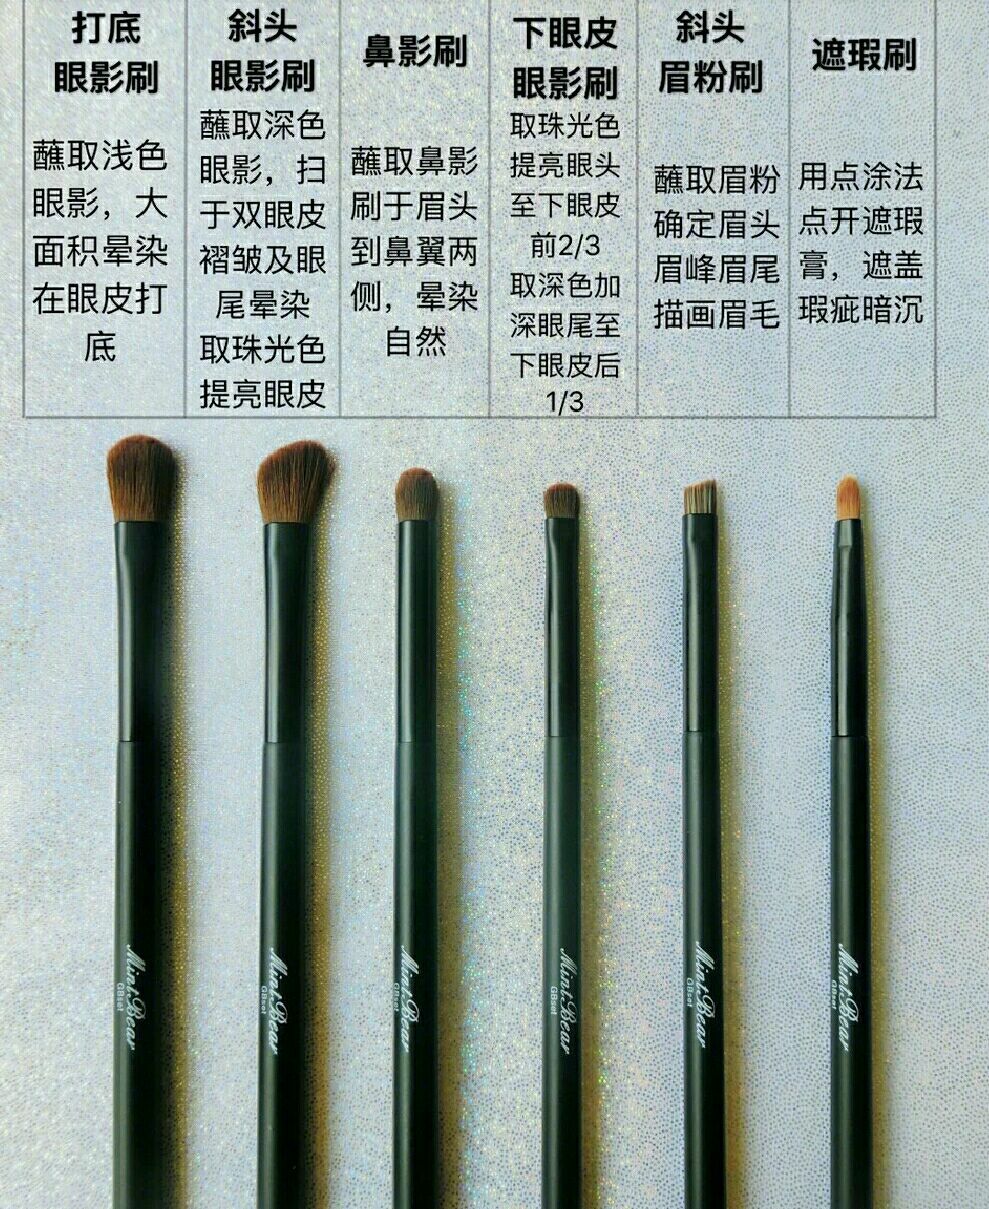 打底
眼影刷
蘸取浅色
眼影，大
面积晕染
在眼皮打
底
斜头
眼影刷
蘸取深色
眼影，扫
于双眼皮
褶皱及眼
尾晕染
取珠光色
提亮眼皮
鼻影刷
蘸取鼻影
刷于眉头
到鼻翼两
侧，晕染
自然
下眼皮
眼影刷
取珠光色
提亮眼头
至下眼皮
前2/3
取深色加
深眼尾至
下眼皮后
1/3
斜头
眉粉刷
蘸取眉粉
确定眉头
眉峰眉尾
描画眉毛
遮瑕刷
用点涂法
点开遮瑕
膏，遮盖
瑕疵暗沉
Mint.Bear
GBset
Mint.Bear
GBset
Mint.Bear
GBset
Mint.Bear
GBset
Mint.Bear
GBset
Mint.Bear
GBset